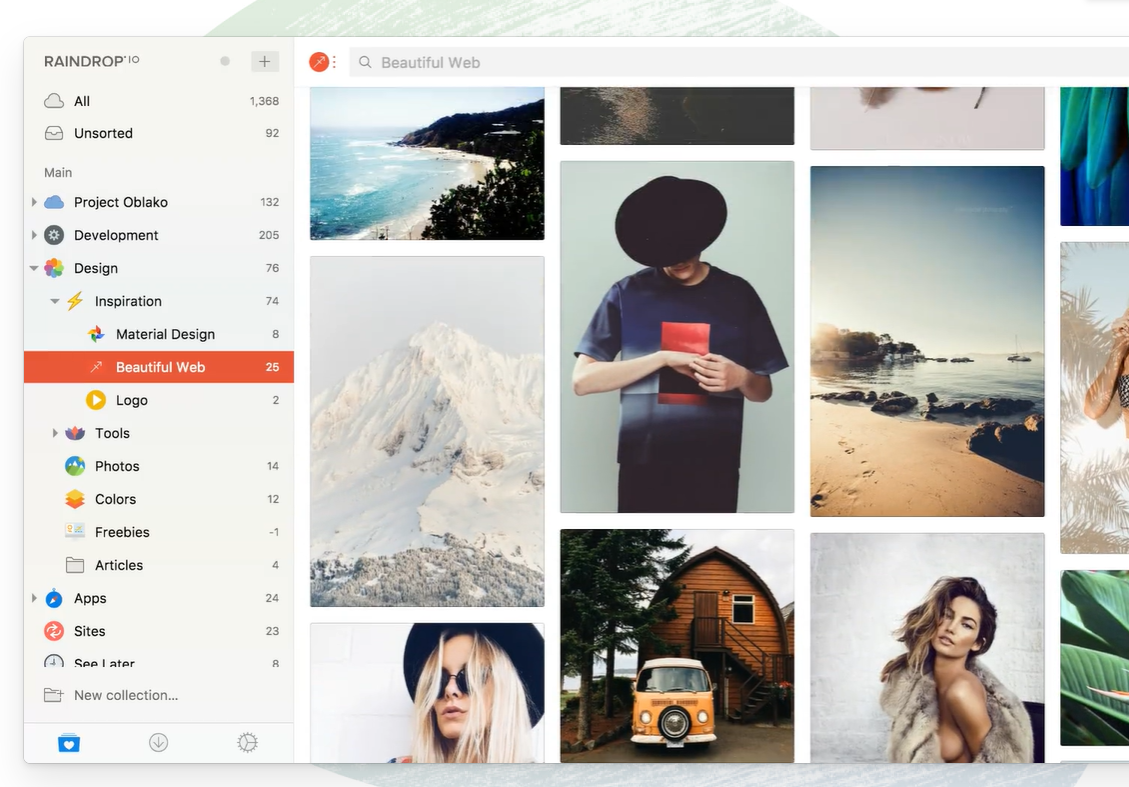 RAINDROP.IO
Beautiful Web
All 1,368
Unsorted 92
Main
Project Oblako 132
Development 205
Design 76
Inspiration 74
Material Design 8
Beautiful Web 25
Logo 2
Tools
Photos 14
Colors 12
Freebies -1
Articles 4
Apps 24
Sites 23
See Later 8
New collection...